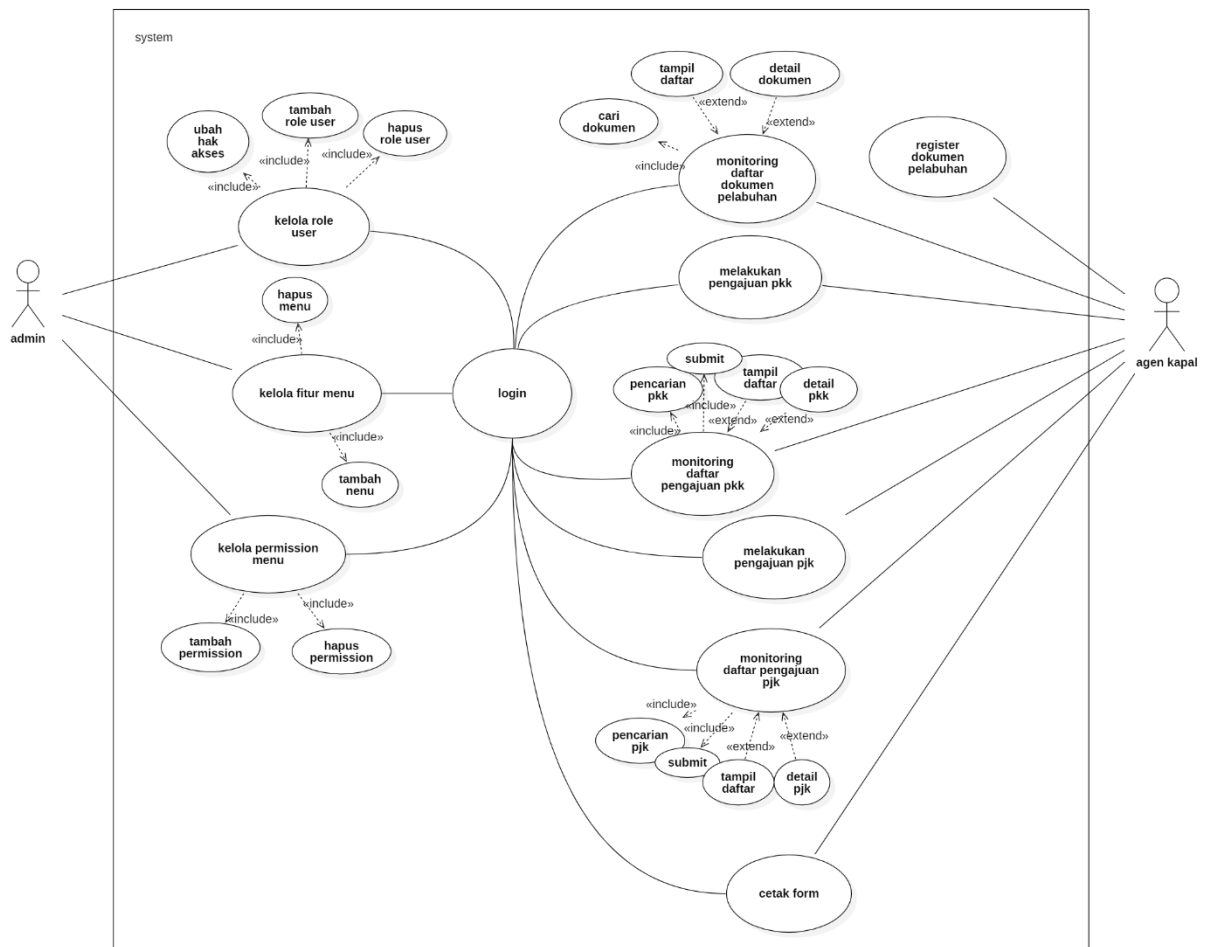 system
tampil
daftar
detail
dokumen
«extend»
«extend»
cari
dokumen
«include»
monitoring
daftar
dokumen
pelabuhan
register
dokumen
pelabuhan
ubah
hak
akses
tambah
role user
hapus
role user
«include»
«include»
«include»
kelola role
user
melakukan
pengajuan pkk
admin
agen kapal
hapus
menu
«include»
kelola fitur menu
login
«include»
tambah
nenu
submit
pencarian
pkk
tampil
daftar
detail
pkk
«include»
«include»
«extend»
«extend»
monitoring
daftar
pengajuan pkk
kelola permission
menu
«include»
«include»
tambah
permission
hapus
permission
melakukan
pengajuan pjk
monitoring
daftar pengajuan
pjk
«include»
«include»
«extend»
«extend»
pencarian
pjk
submit
tampil
daftar
detail
pjk
cetak form